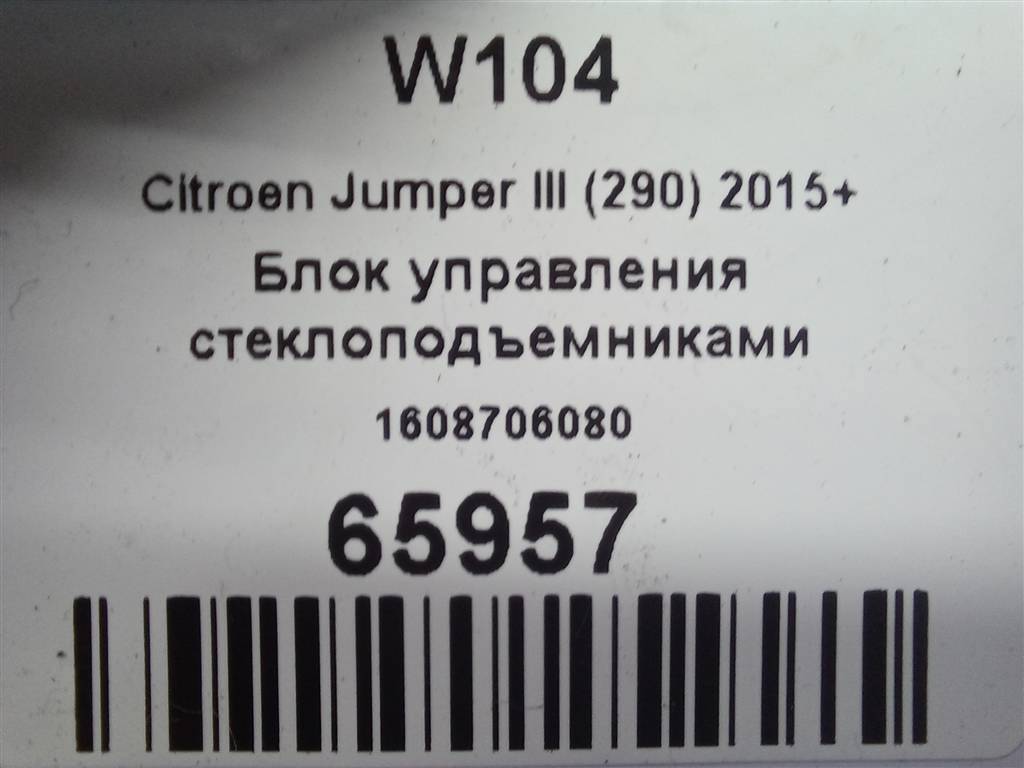 W104
Citroen Jumper III (290) 2015+
Блок управления
стеклоподъемниками
1608706080
65957